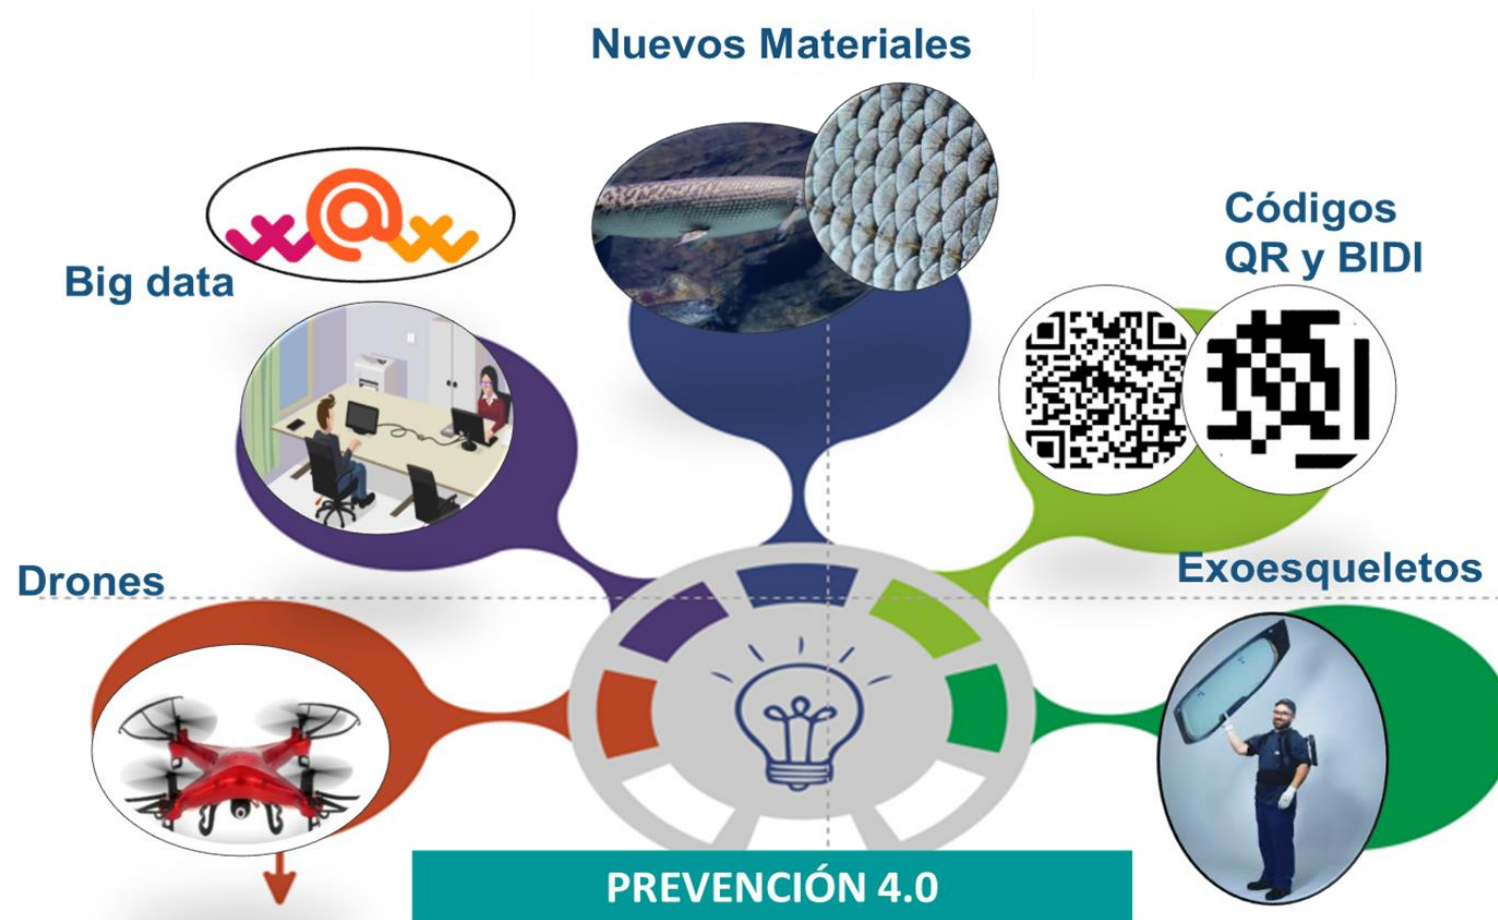 Nuevos Materiales
Códigos
QR y BIDI
w@w
Big data
Exoesqueletos
Drones
PREVENCIÓN 4.0